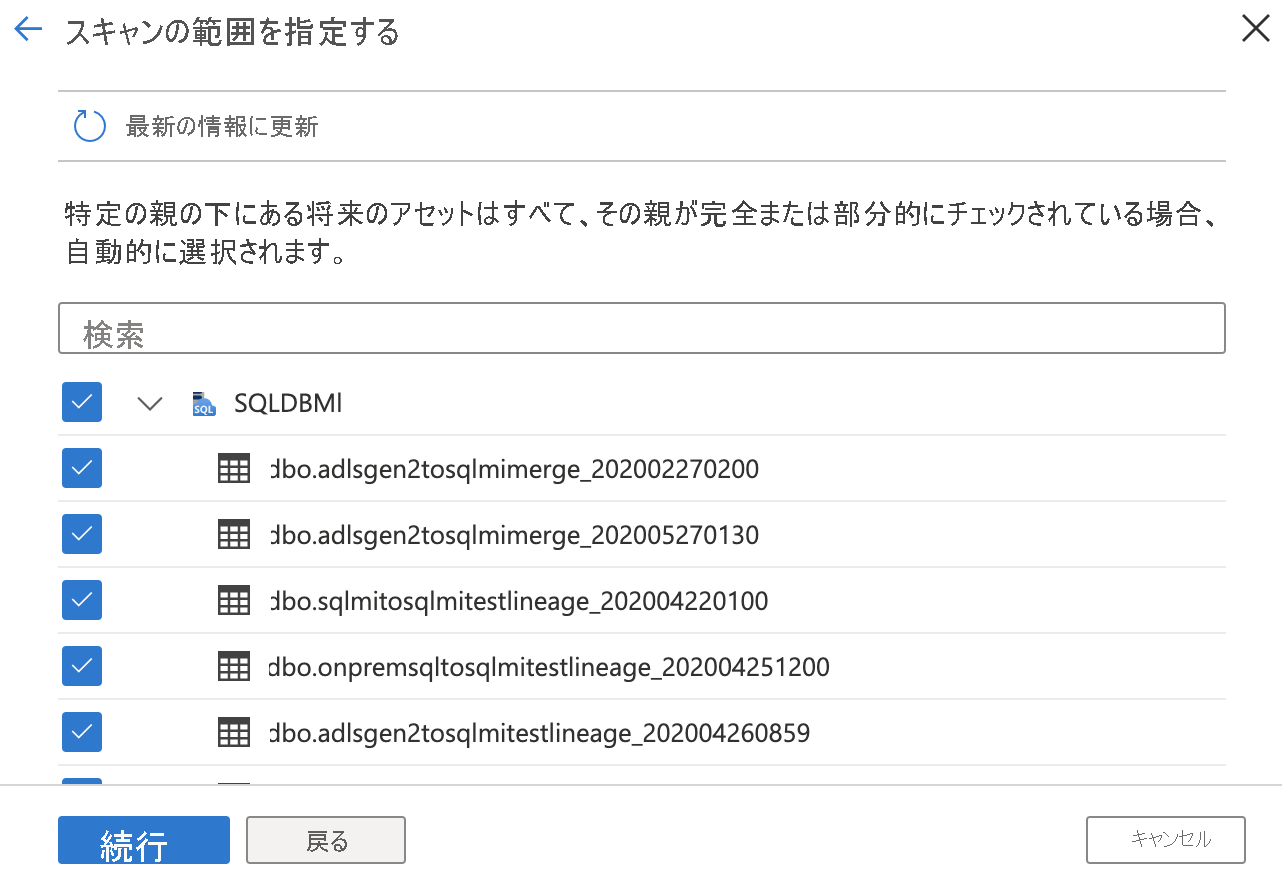 スキャンの範囲を指定する
最新の情報に更新
特定の親の下にある将来のアセットはすべて、その親が完全または部分的にチェックされている場合、
自動的に選択されます。
検索
SQL SQLDBMI
dbo.adlsgen2tosqlmimerge_202002270200
dbo.adlsgen2tosqlmimerge_202005270130
dbo.sqlmitosqlmitestlineage_202004220100
dbo.onpremsqltosqlmitestlineage_202004251200
dbo.adlsgen2tosqlmitestlineage_202004260859
続行 戻る キャンセル